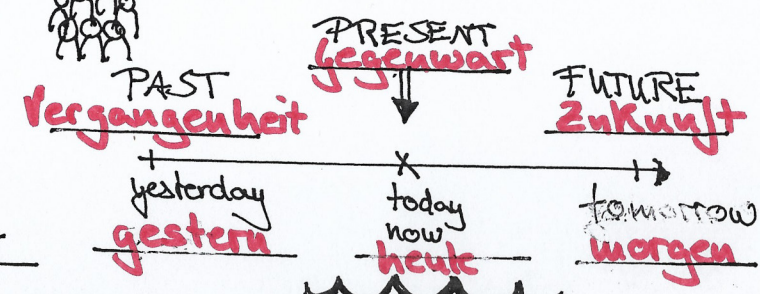 PRESENT
Gegenwart
PAST
Vergangenheit
FUTURE
Zukunft
yesterday
gestern
today
now
heute
tomorrow
morgen